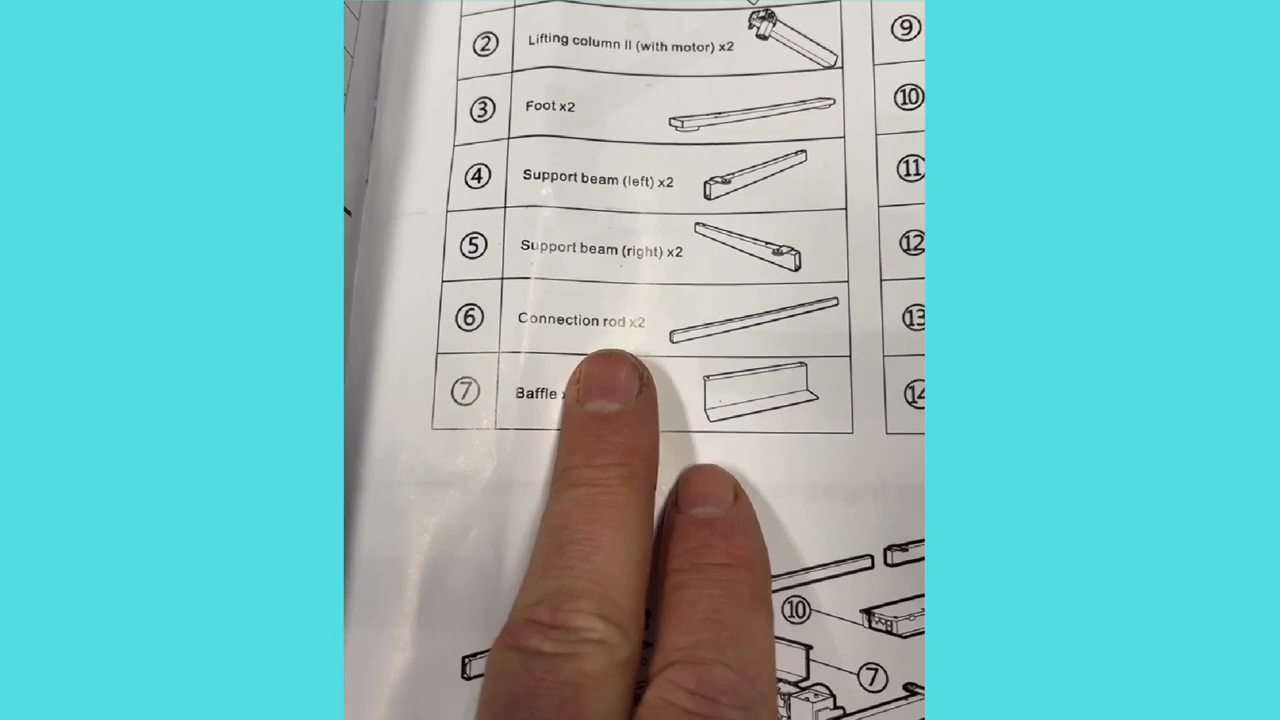 ② Lifting column II (with motor) x2
③ Foot x2
④ Support beam (left) x2
⑤ Support beam (right) x2
⑥ Connection rod x2
⑦ Baffle
⑨
⑩
⑪
⑫
⑬
⑭
⑩
⑦